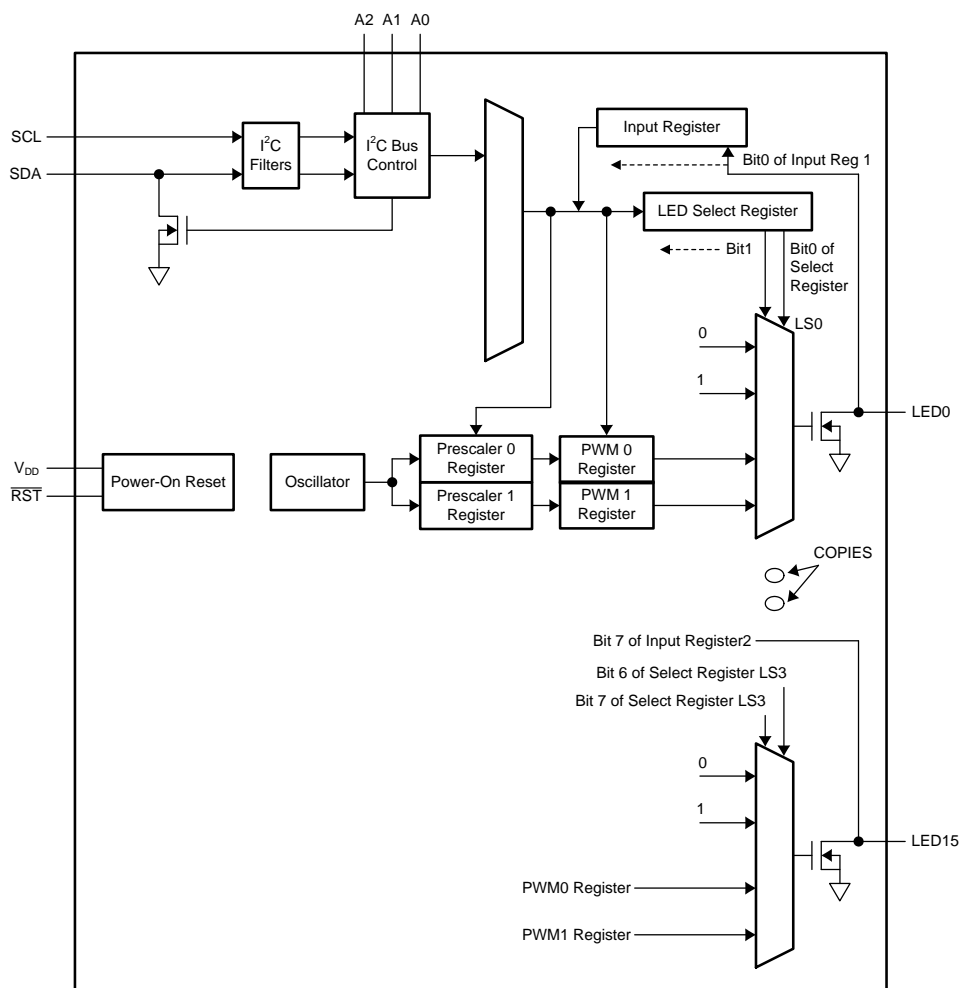 A2 A1 A0
SCL
SDA
I2C
Filters
I2C Bus
Control
Input Register
Bit0 of Input Reg 1
LED Select Register
Bit1
Bit0 of
Select
Register
LS0
0
1
LED0
VDD
RST
Power-On Reset
Oscillator
Prescaler 0
Register
PWM 0
Register
Prescaler 1
Register
PWM 1
Register
COPIES
Bit 7 of Input Register2
Bit 6 of Select Register LS3
Bit 7 of Select Register LS3
0
1
LED15
PWM0 Register
PWM1 Register